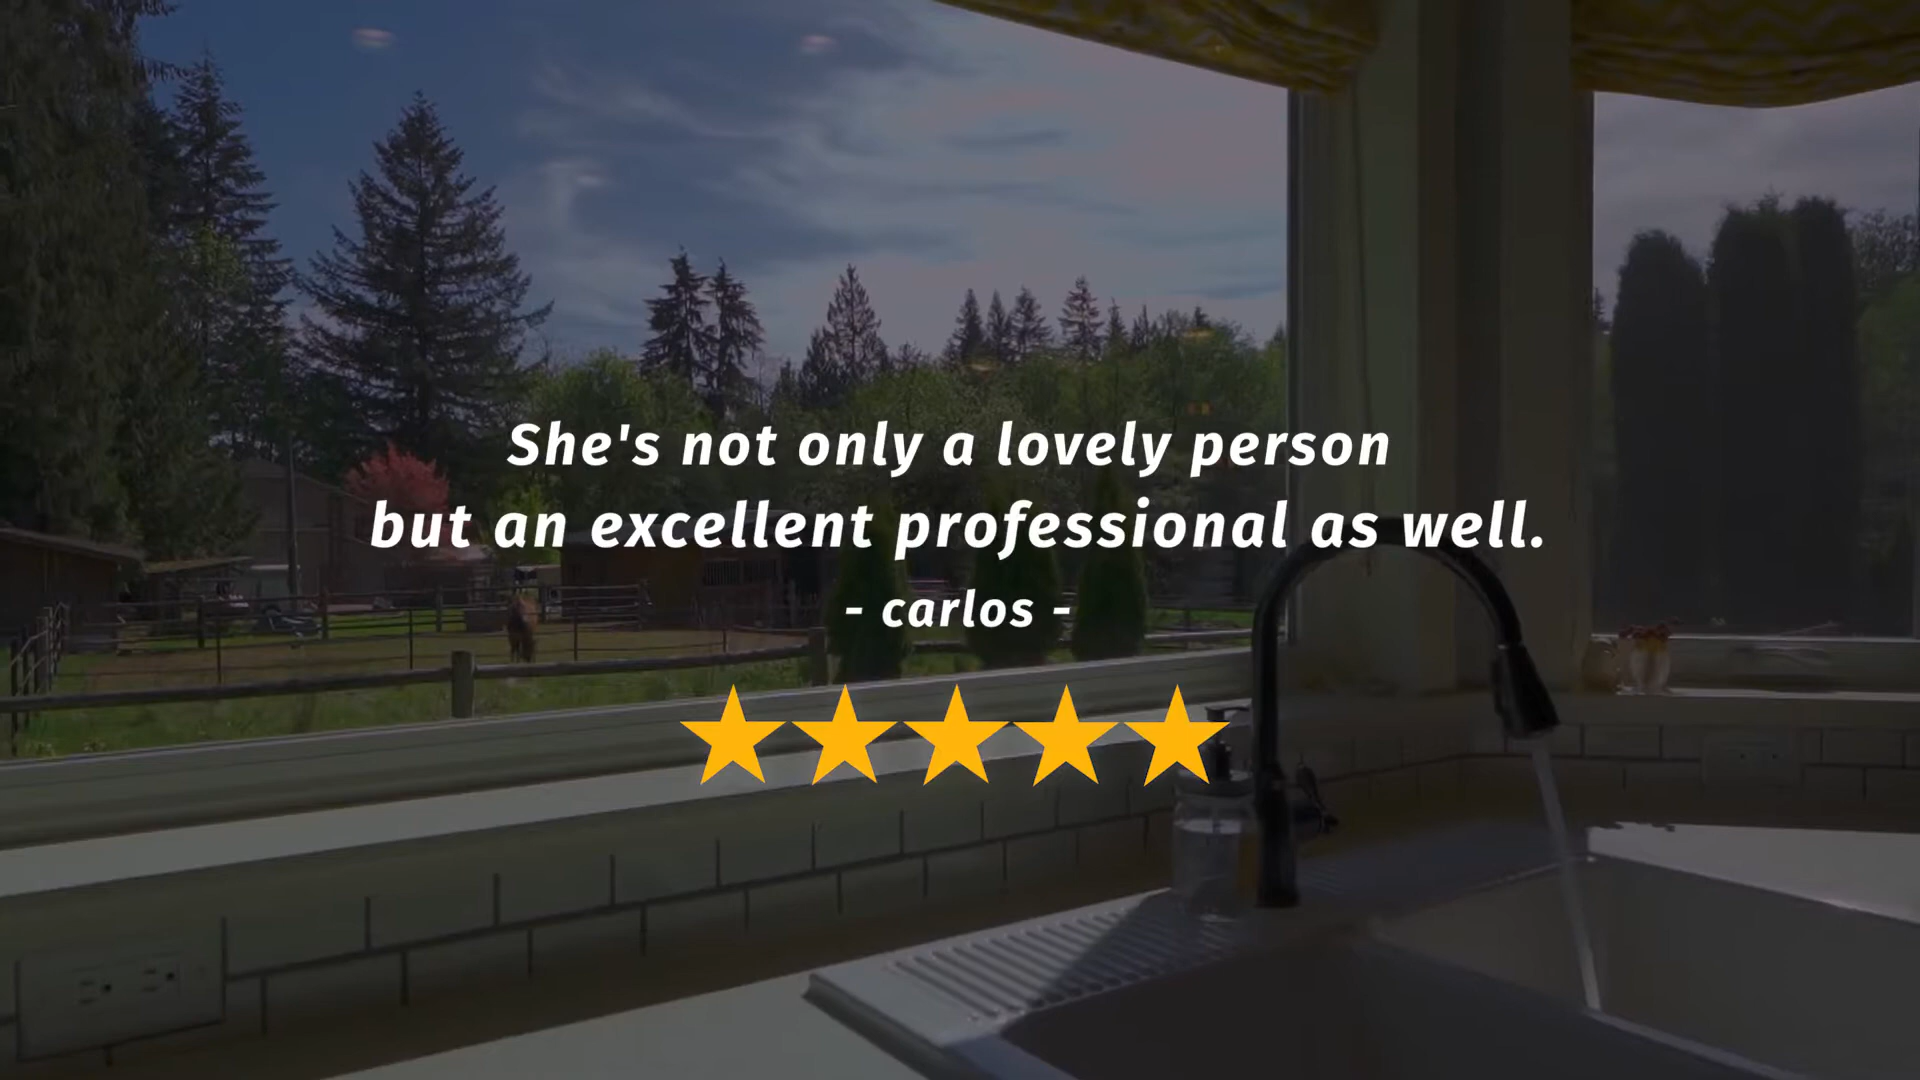 She's not only a lovely person
but an excellent professional as well.
- carlos -